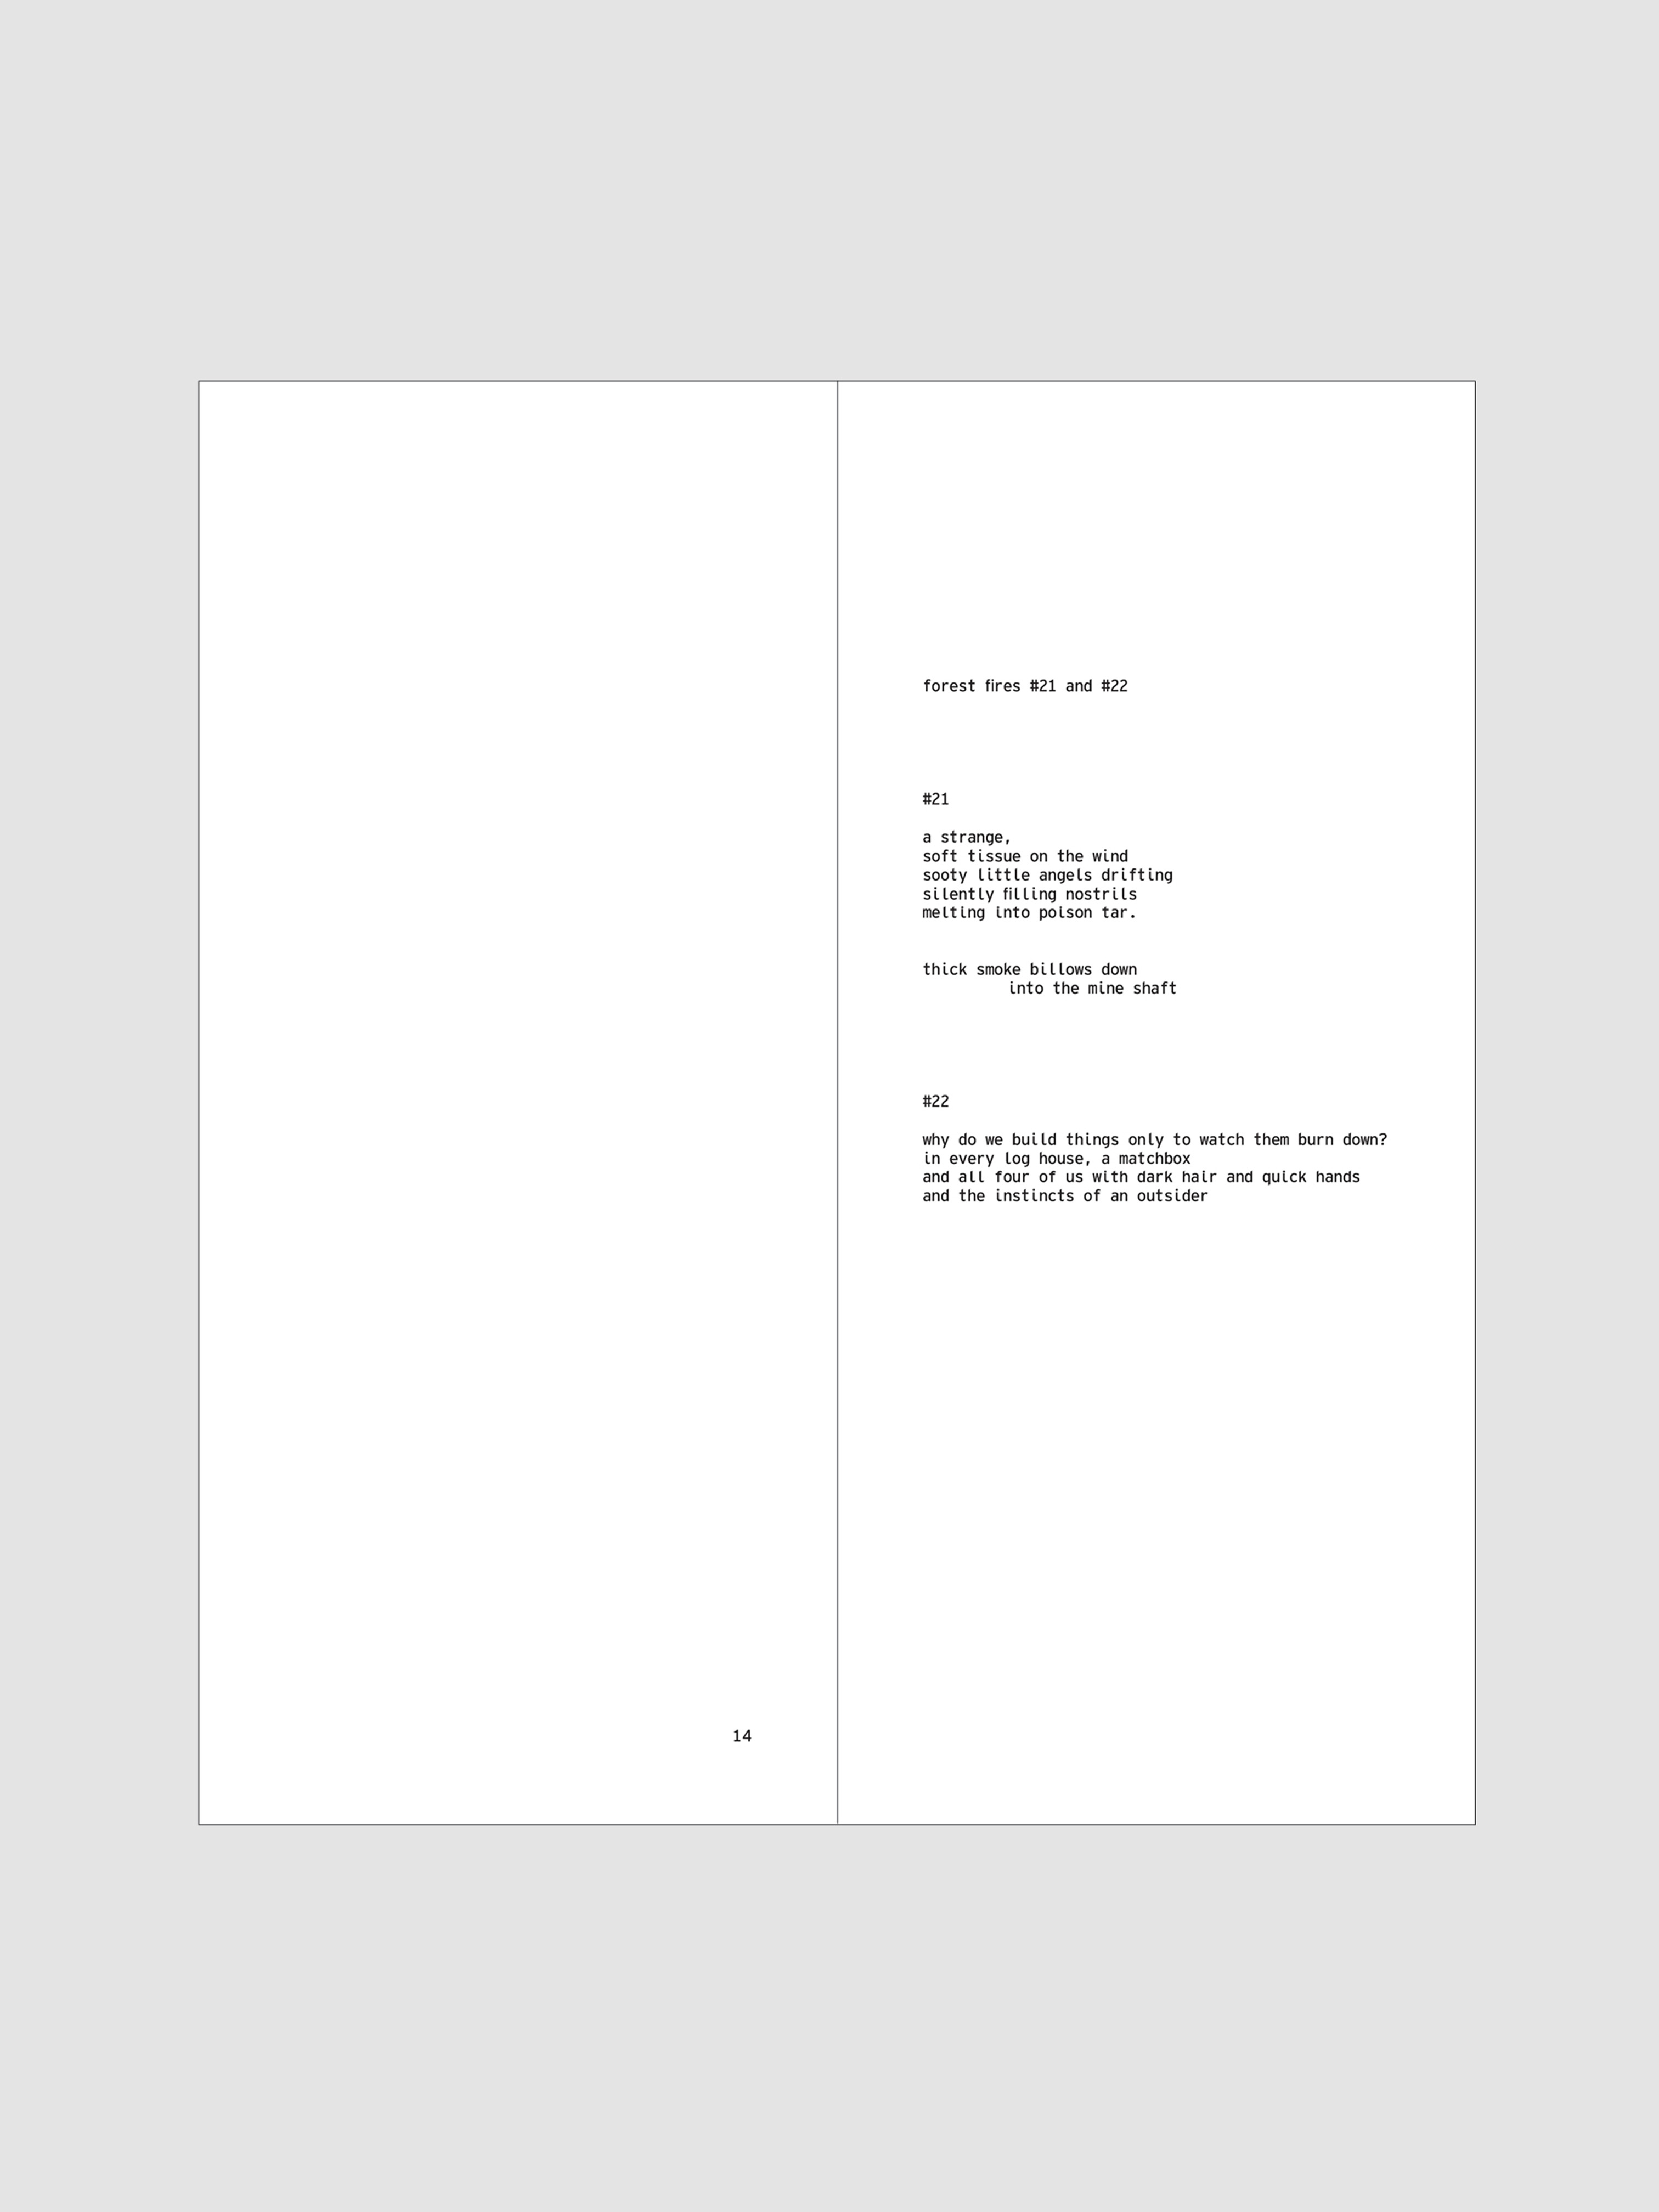 14
forest fires #21 and #22
#21
a strange,
soft tissue on the wind
sooty little angels drifting
silently filling nostrils
melting into poison tar.
thick smoke billows down
into the mine shaft
#22
why do we build things only to watch them burn down?
in every log house, a matchbox
and all four of us with dark hair and quick hands
and the instincts of an outsider